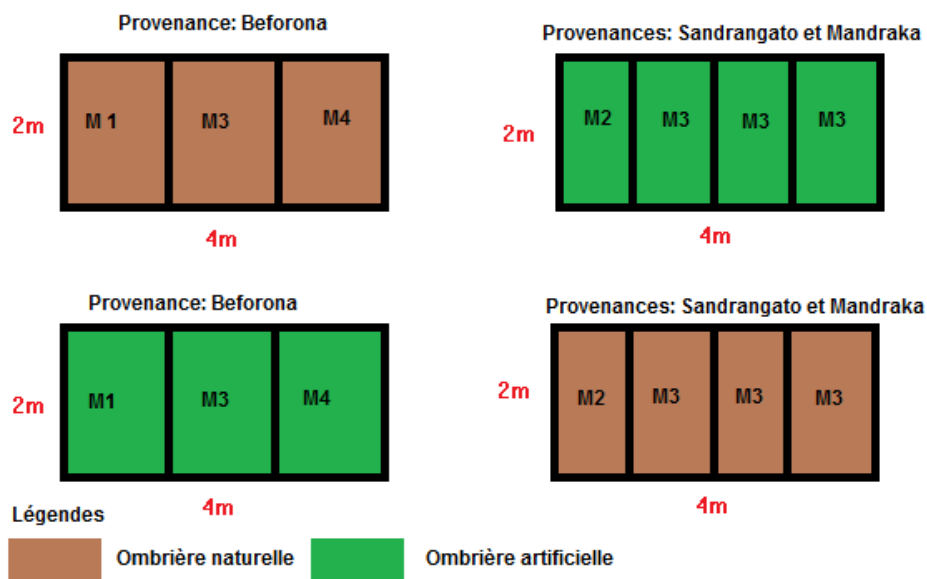 Provenance: Beforona
2m
M 1 M3 M4
4m
Provenances: Sandrangato et Mandraka
2m
M2 M3 M3 M3
4m
Provenance: Beforona
2m
M1 M3 M4
4m
Provenances: Sandrangato et Mandraka
2m
M2 M3 M3 M3
4m
Légendes
Ombrière naturelle
Ombrière artificielle